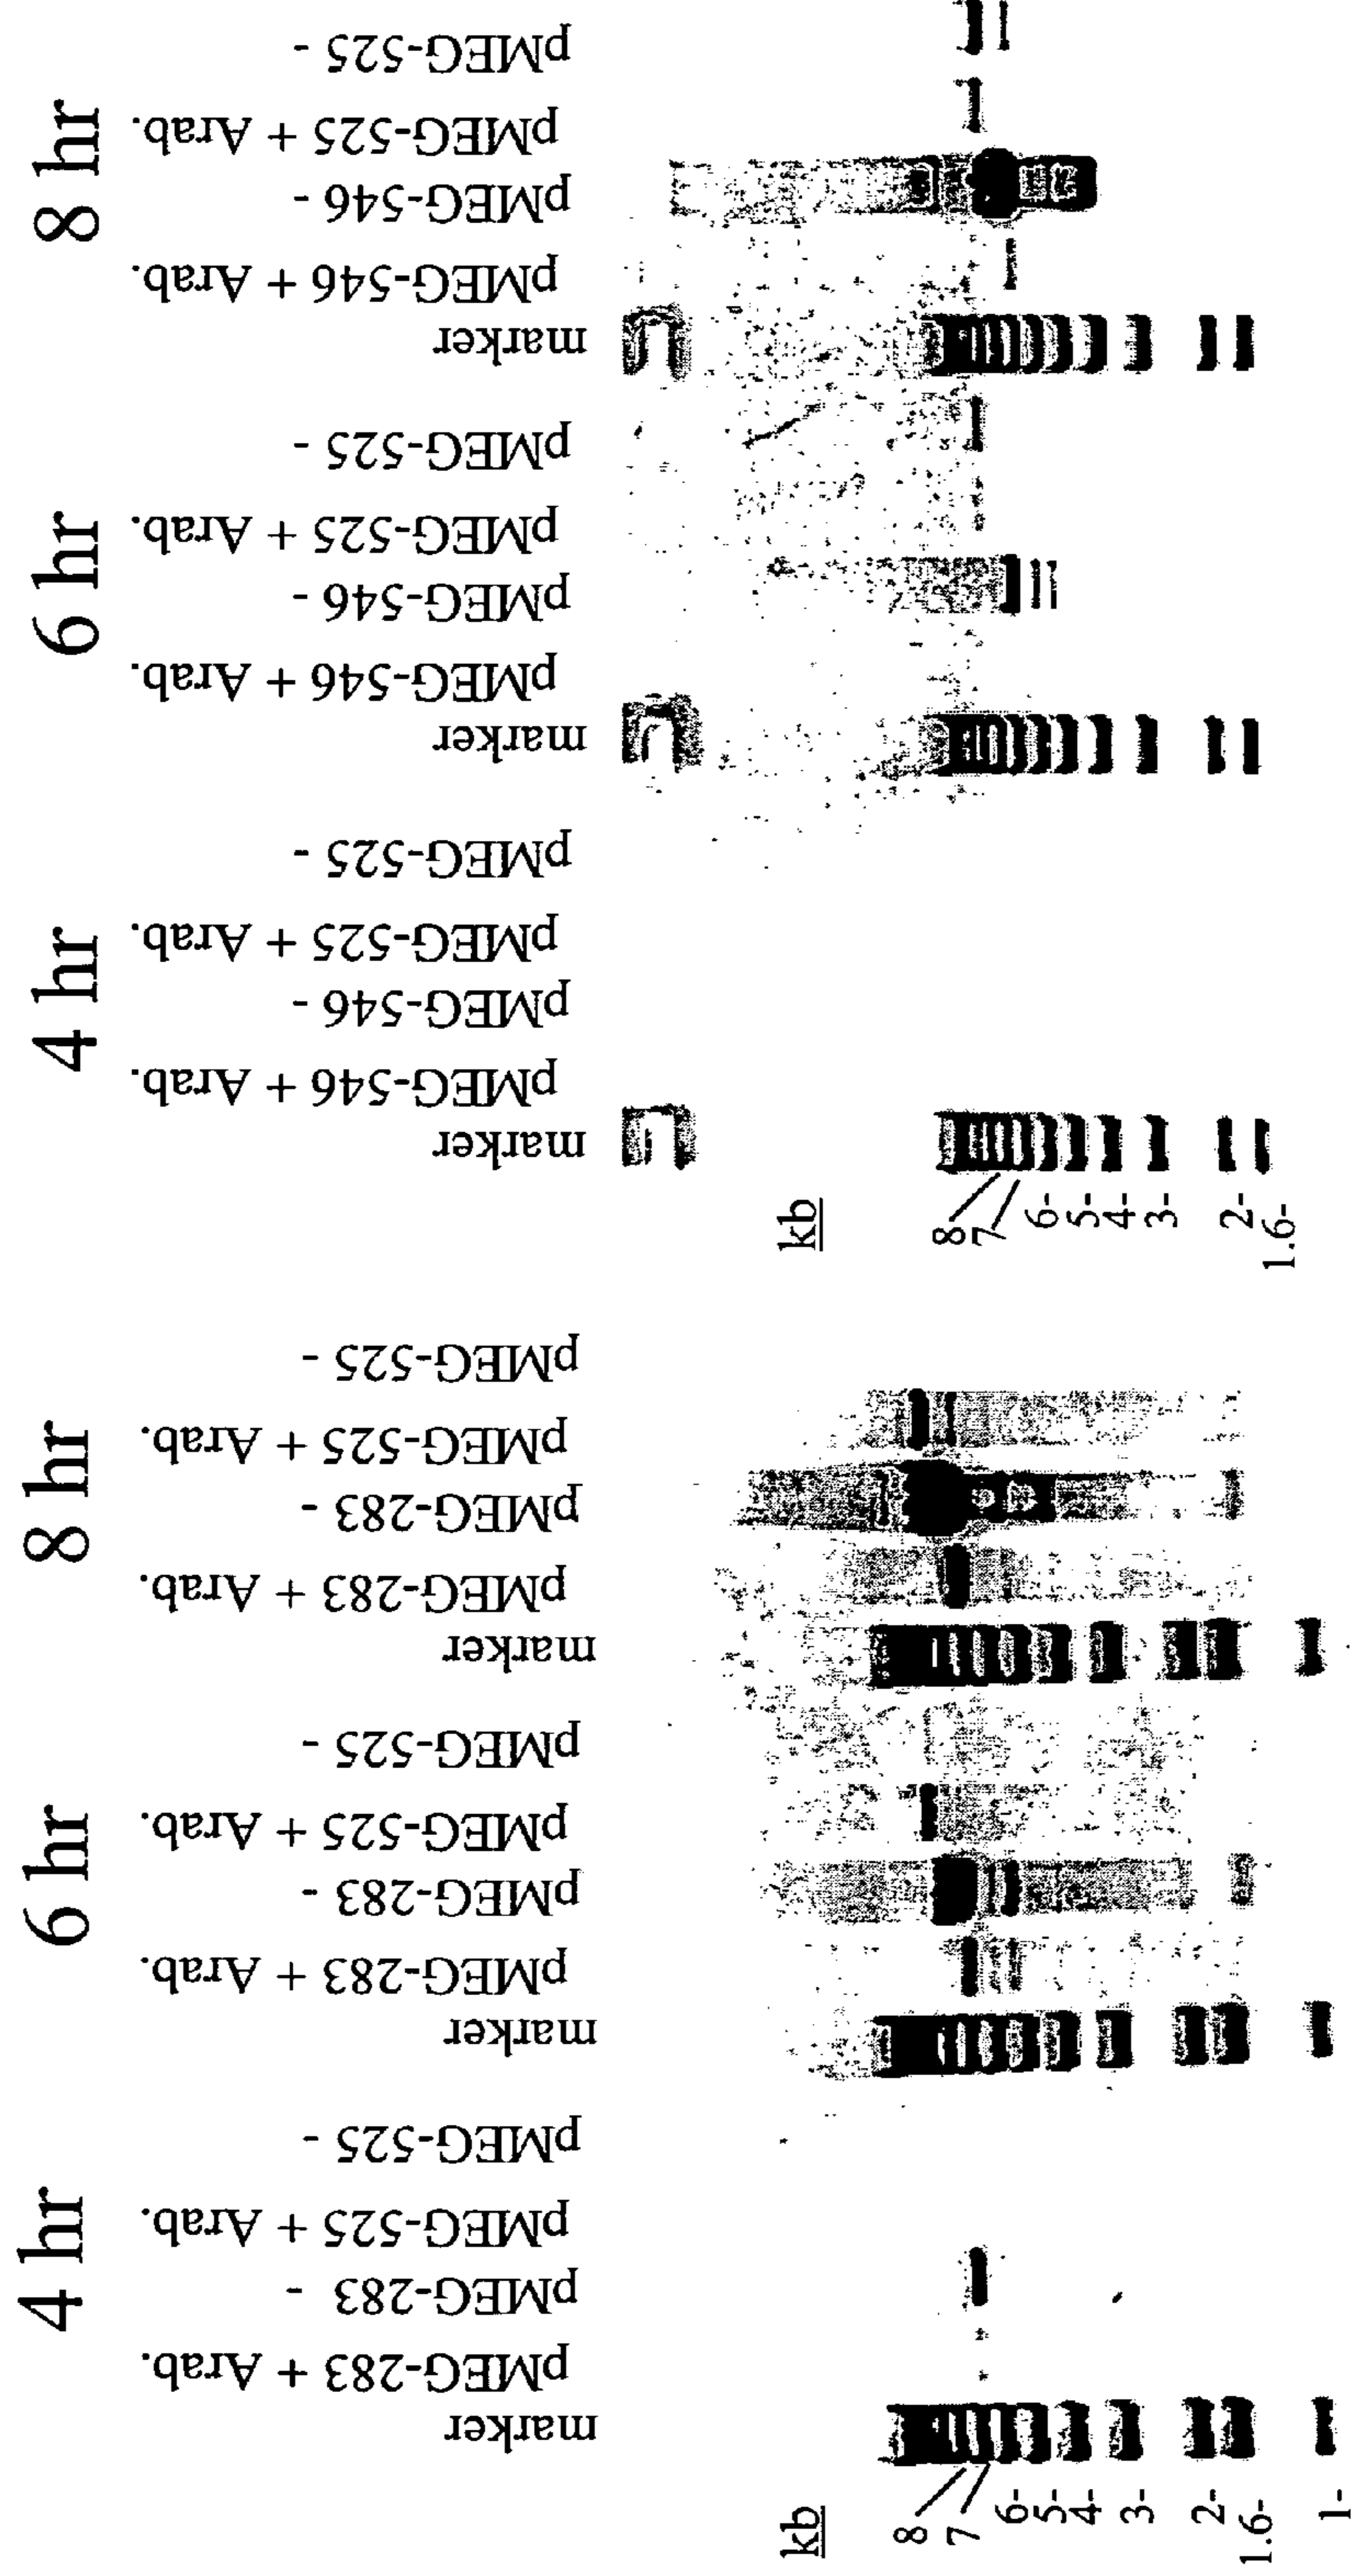 4 hr
6 hr
8 hr
marker
pMEG-283 + Arab.
pMEG-283 -
pMEG-525 + Arab.
pMEG-525 -
marker
pMEG-283 + Arab.
pMEG-283 -
pMEG-525 + Arab.
pMEG-525 -
marker
pMEG-283 + Arab.
pMEG-283 -
pMEG-525 + Arab.
pMEG-525 -
kb
8
7
6-
5-
4-
3-
2-
1.6-
1-
4 hr
6 hr
8 hr
marker
pMEG-546 + Arab.
pMEG-546 -
pMEG-525 + Arab.
pMEG-525 -
marker
pMEG-546 + Arab.
pMEG-546 -
pMEG-525 + Arab.
pMEG-525 -
marker
pMEG-546 + Arab.
pMEG-546 -
pMEG-525 + Arab.
pMEG-525 -
kb
8
7
6-
5-
4-
3-
2-
1.6-